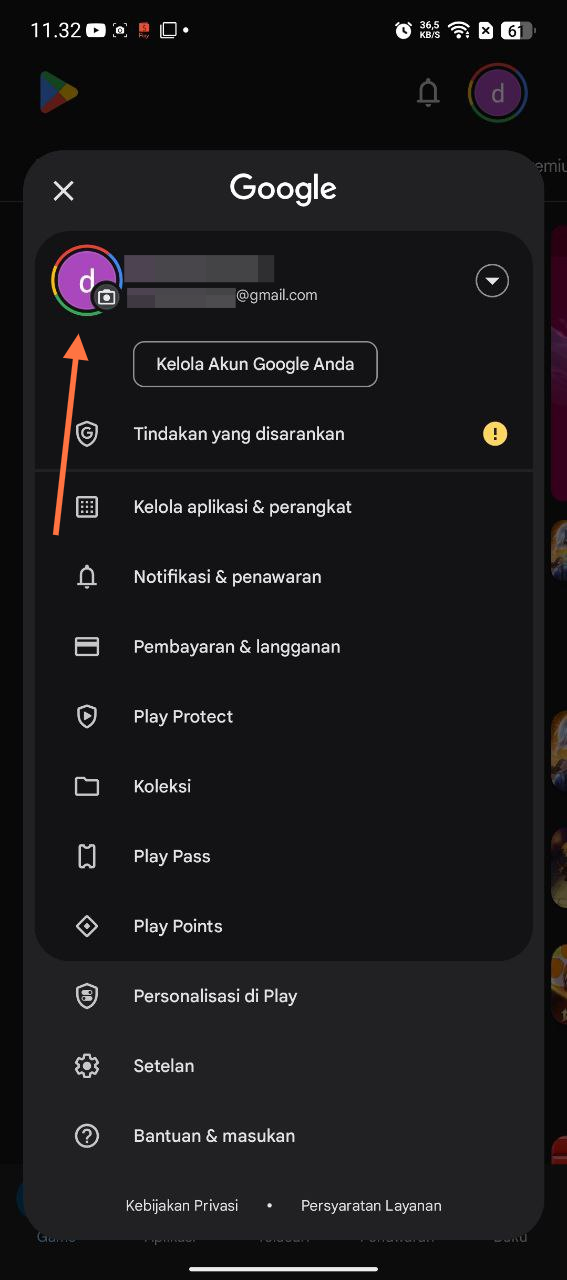 11.32
36,5
KB/S
61
d
emiu
Google
d
@gmail.com
Kelola Akun Google Anda
Tindakan yang disarankan
Kelola aplikasi & perangkat
Notifikasi & penawaran
Pembayaran & langganan
Play Protect
Koleksi
Play Pass
Play Points
Personalisasi di Play
Setelan
Bantuan & masukan
Kebijakan Privasi • Persyaratan Layanan
Game